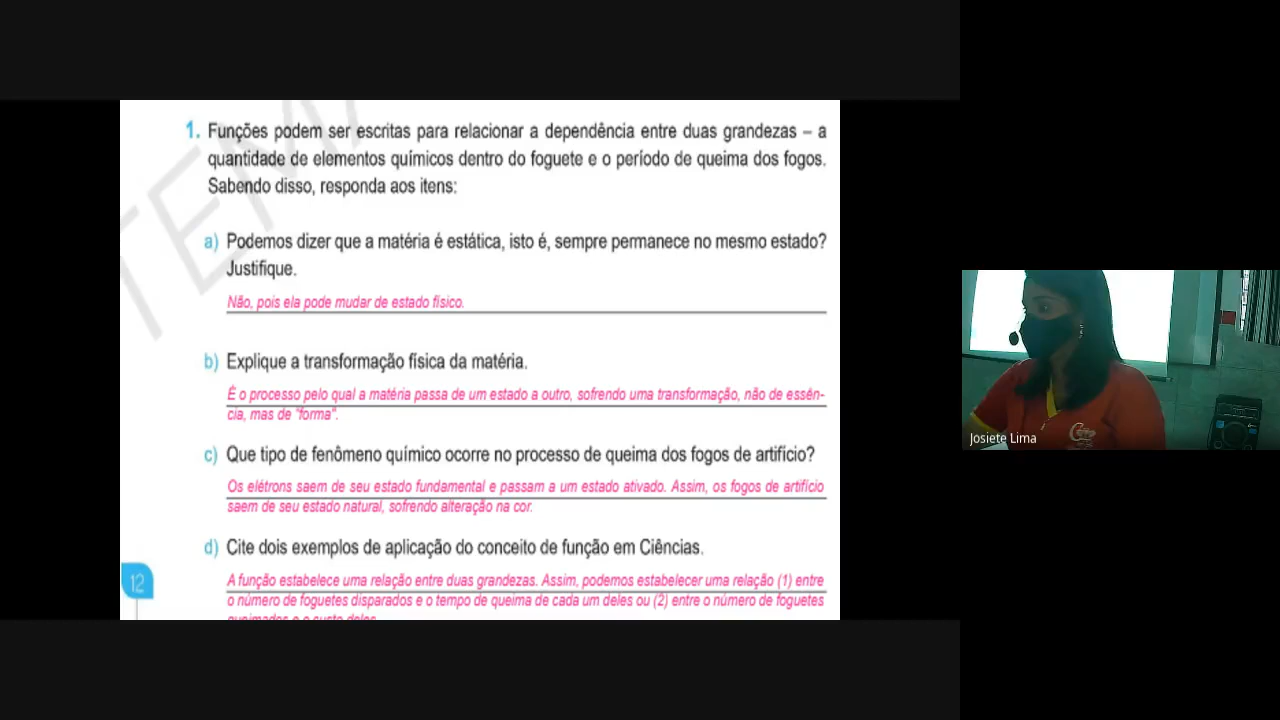 1. Funções podem ser escritas para relacionar a dependência entre duas grandezas – a
quantidade de elementos químicos dentro do foguete e o período de queima dos fogos.
Sabendo disso, responda aos itens:
a) Podemos dizer que a matéria é estática, isto é, sempre permanece no mesmo estado?
Justifique.
Não, pois ela pode mudar de estado físico.
b) Explique a transformação física da matéria.
É o processo pelo qual a matéria passa de um estado a outro, sofrendo uma transformação, não de essên-
cia, mas de "forma".
c) Que tipo de fenômeno químico ocorre no processo de queima dos fogos de artifício?
Os elétrons saem de seu estado fundamental e passam a um estado ativado. Assim, os fogos de artifício
saem de seu estado natural, sofrendo alteração na cor.
d) Cite dois exemplos de aplicação do conceito de função em Ciências.
A função estabelece uma relação entre duas grandezas. Assim, podemos estabelecer uma relação (1) entre
o número de foguetes disparados e o tempo de queima de cada um deles ou (2) entre o número de foguetes
queimados e o custo deles.
12
TEMA
Josiete Lima